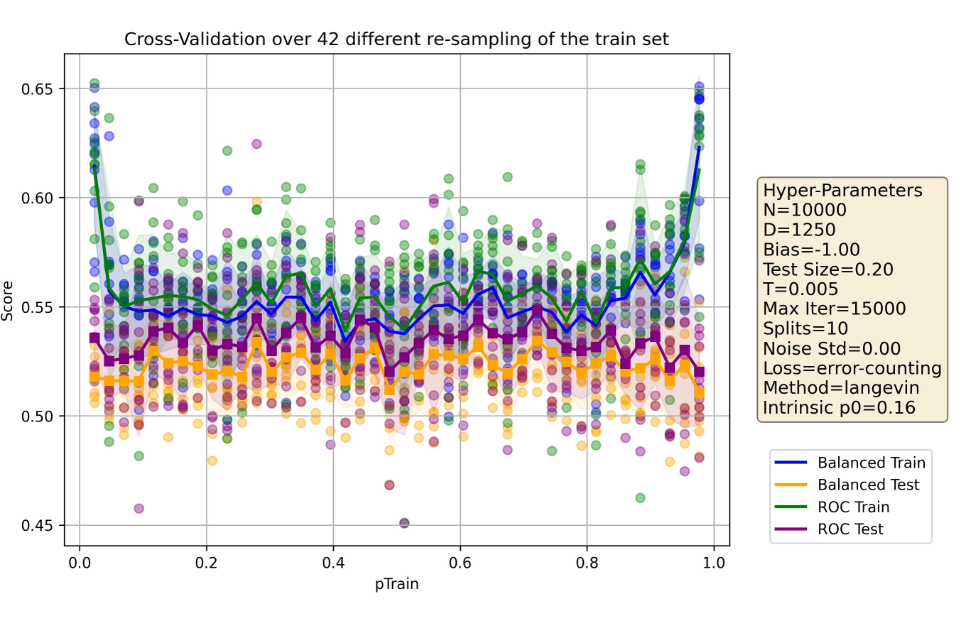 Cross-Validation over 42 different re-sampling of the train set
0.65
0.60
0.55
0.50
0.45
Score
0.0
0.2
0.4
0.6
0.8
1.0
pTrain
Hyper-Parameters
N=10000
D=1250
Bias=-1.00
Test Size=0.20
T=0.005
Max Iter=15000
Splits=10
Noise Std=0.00
Loss=error-counting
Method=langevin
Intrinsic p0=0.16
Balanced Train
Balanced Test
ROC Train
ROC Test